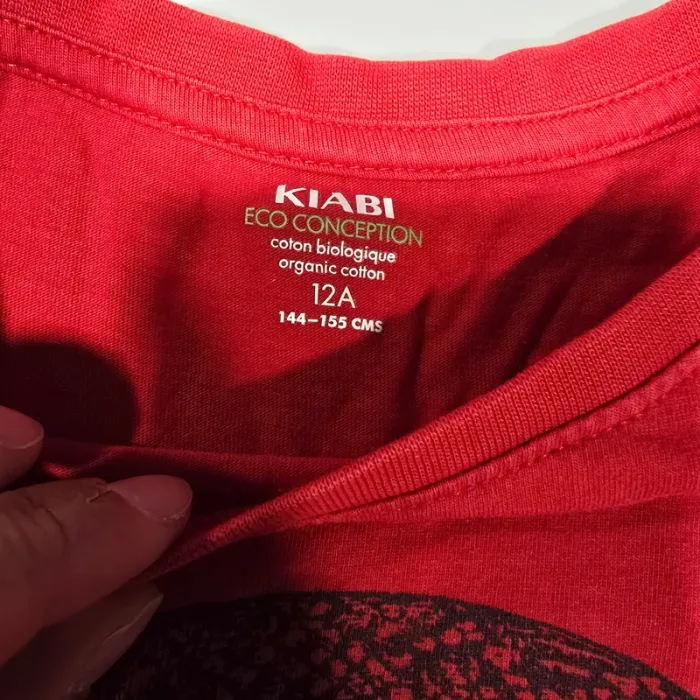 KIABI
ECO CONCEPTION
coton biologique
organic cotton
12A
144–155 CMS